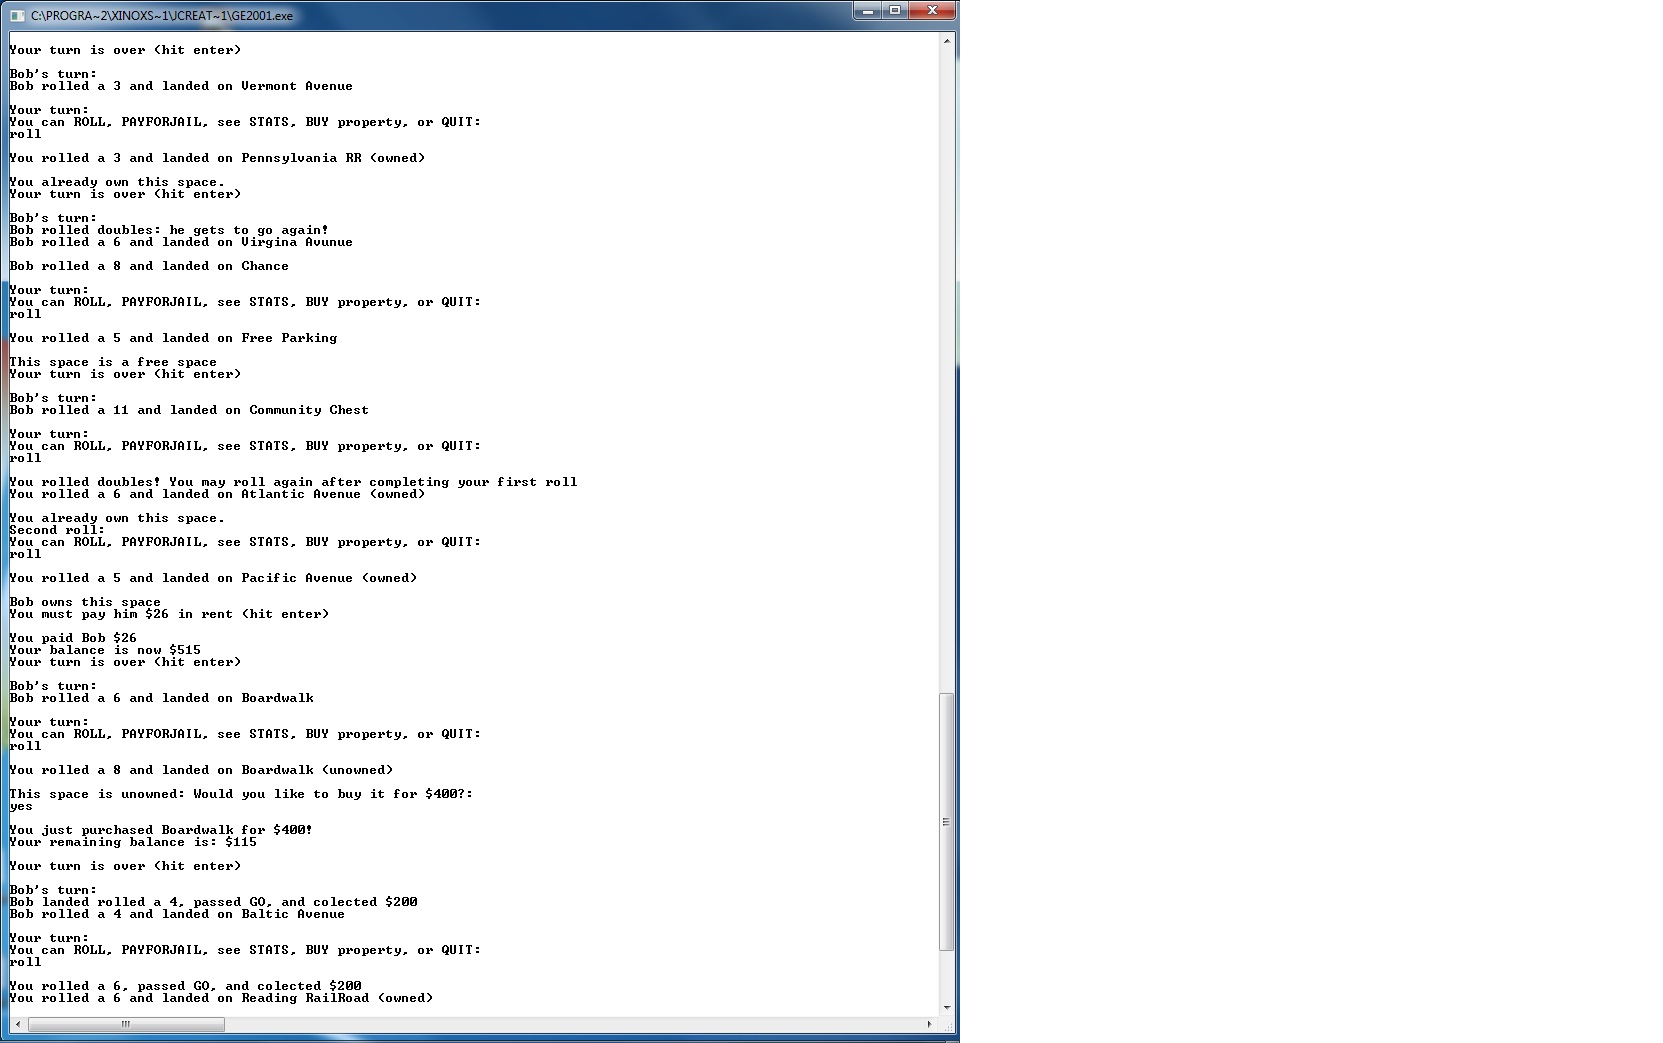 C:\PROGRA~2\XINOXS~1\JCREAT~1\GE2001.exe
Your turn is over (hit enter)
Bob's turn:
Bob rolled a 3 and landed on Vermont Avenue
Your turn:
You can ROLL, PAYFORJAIL, see STATS, BUY property, or QUIT:
roll
You rolled a 3 and landed on Pennsylvania RR (owned)
You already own this space.
Your turn is over (hit enter)
Bob's turn:
Bob rolled doubles: he gets to go again!
Bob rolled a 6 and landed on Virgina Avunue
Bob rolled a 8 and landed on Chance
Your turn:
You can ROLL, PAYFORJAIL, see STATS, BUY property, or QUIT:
roll
You rolled a 5 and landed on Free Parking
This space is a free space
Your turn is over (hit enter)
Bob's turn:
Bob rolled a 11 and landed on Community Chest
Your turn:
You can ROLL, PAYFORJAIL, see STATS, BUY property, or QUIT:
roll
You rolled doubles! You may roll again after completing your first roll
You rolled a 6 and landed on Atlantic Avenue (owned)
You already own this space.
Second roll:
You can ROLL, PAYFORJAIL, see STATS, BUY property, or QUIT:
roll
You rolled a 5 and landed on Pacific Avenue (owned)
Bob owns this space
You must pay him $26 in rent (hit enter)
You paid Bob $26
Your balance is now $515
Your turn is over (hit enter)
Bob's turn:
Bob rolled a 6 and landed on Boardwalk
Your turn:
You can ROLL, PAYFORJAIL, see STATS, BUY property, or QUIT:
roll
You rolled a 8 and landed on Boardwalk (unowned)
This space is unowned: Would you like to buy it for $400?:
yes
You just purchased Boardwalk for $400!
Your remaining balance is: $115
Your turn is over (hit enter)
Bob's turn:
Bob landed rolled a 4, passed GO, and colected $200
Bob rolled a 4 and landed on Baltic Avenue
Your turn:
You can ROLL, PAYFORJAIL, see STATS, BUY property, or QUIT:
roll
You rolled a 6, passed GO, and colected $200
You rolled a 6 and landed on Reading RailRoad (owned)